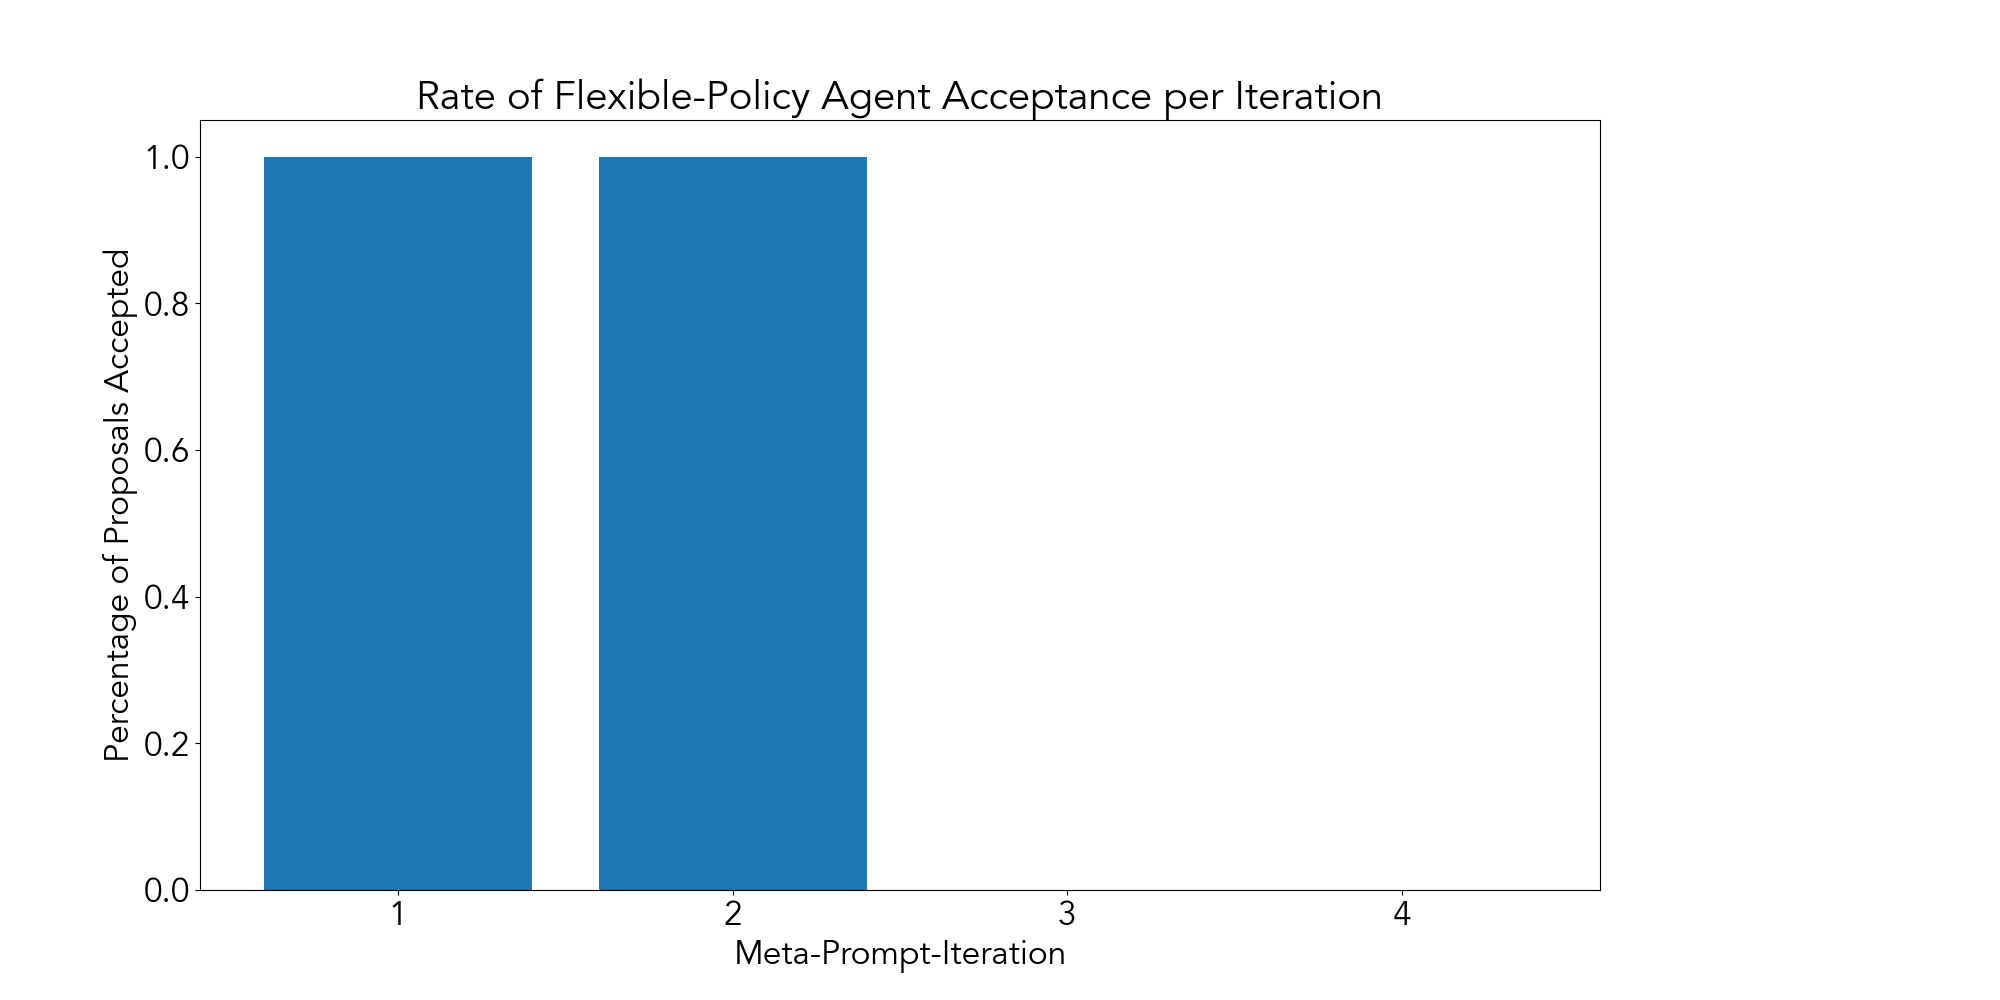 Rate of Flexible-Policy Agent Acceptance per Iteration
Percentage of Proposals Accepted
1.0
0.8
0.6
0.4
0.2
0.0
1 2 3 4
Meta-Prompt-Iteration